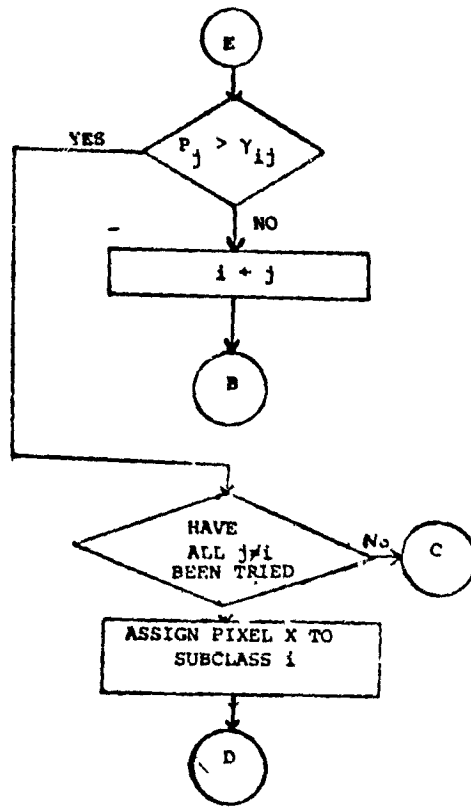 E
YES
P_j > Y_ij
NO
i ← j
B
HAVE
ALL j≠i
BEEN TRIED
No
C
ASSIGN PIXEL X TO
SUBCLASS i
D